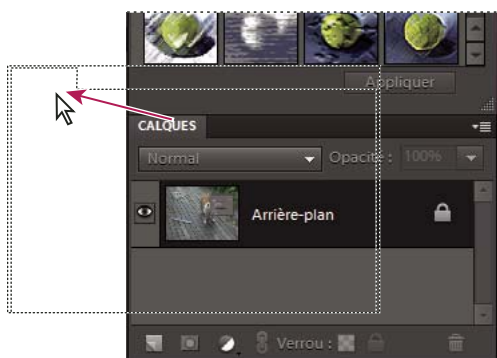 Appliquer
CALQUES
Normal Opacité : 100%
Arrière-plan
Verrou :